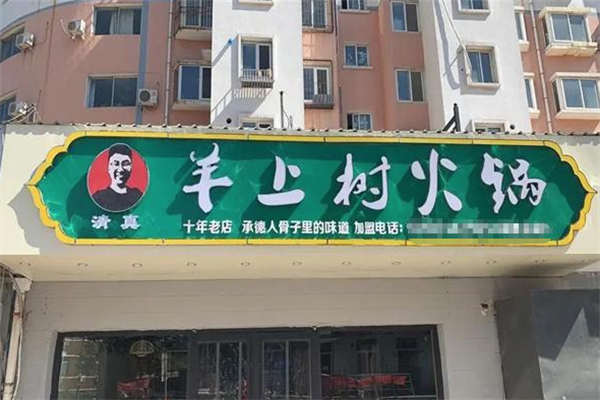 羊上树火锅
清真
十年老店 承德人骨子里的味道 加盟电话: